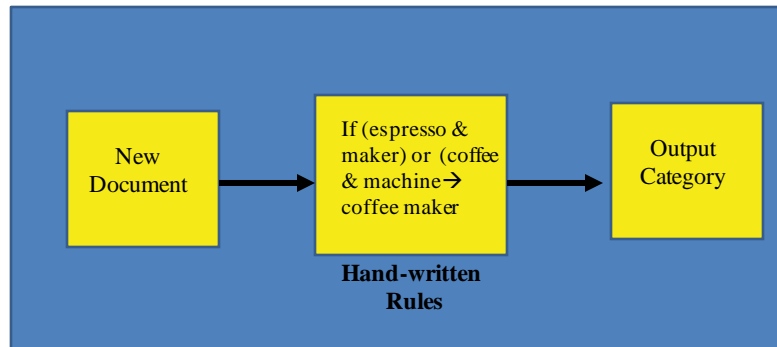 New
Document
If (espresso &
maker) or (coffee
& machine→
coffee maker
Output
Category
Hand-written
Rules